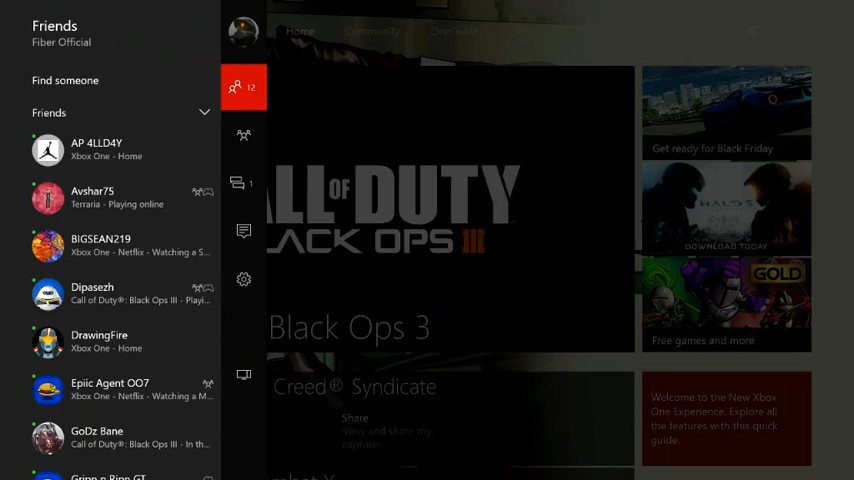 Friends
Fiber Official
Find someone
Friends
AP 4LLD4Y
Xbox One - Home
Avshar75
Terraria - Playing online
BIGSEAN219
Xbox One - Netflix - Watching a S...
Dipasezh
Call of Duty®: Black Ops III - Playi...
DrawingFire
Xbox One - Home
Epiic Agent OO7
Xbox One - Netflix - Watching a M...
GoDz Bane
Call of Duty®: Black Ops III - In th...
12
1
Home
Community
OneGuide
ALL OF DUTY
LACK OPS III
Black Ops 3
Creed® Syndicate
Share
View and share my
captures
Get ready for Black Friday
HALO 5
DOWNLOAD TODAY
GOLD
Free games and more
Welcome to the New Xbox
One Experience. Explore all
the features with this quick
guide.